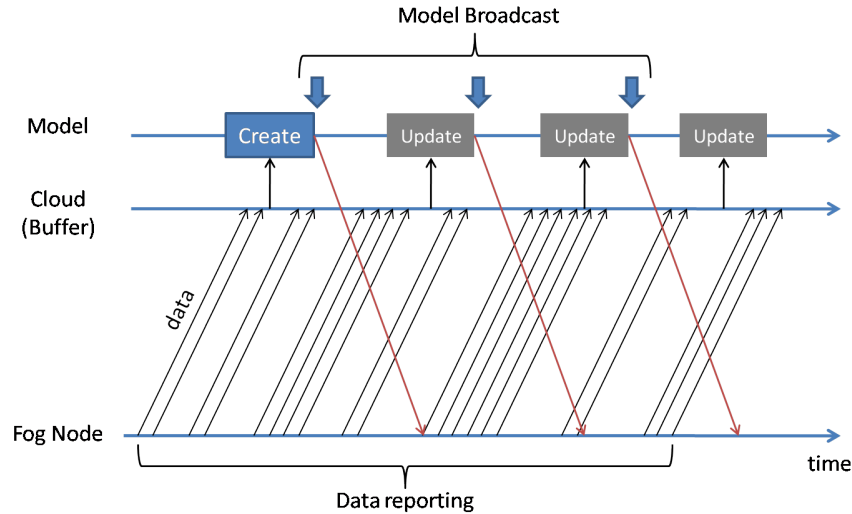 Model Broadcast
Model
Create
Update
Update
Update
Cloud
(Buffer)
data
Fog Node
time
Data reporting